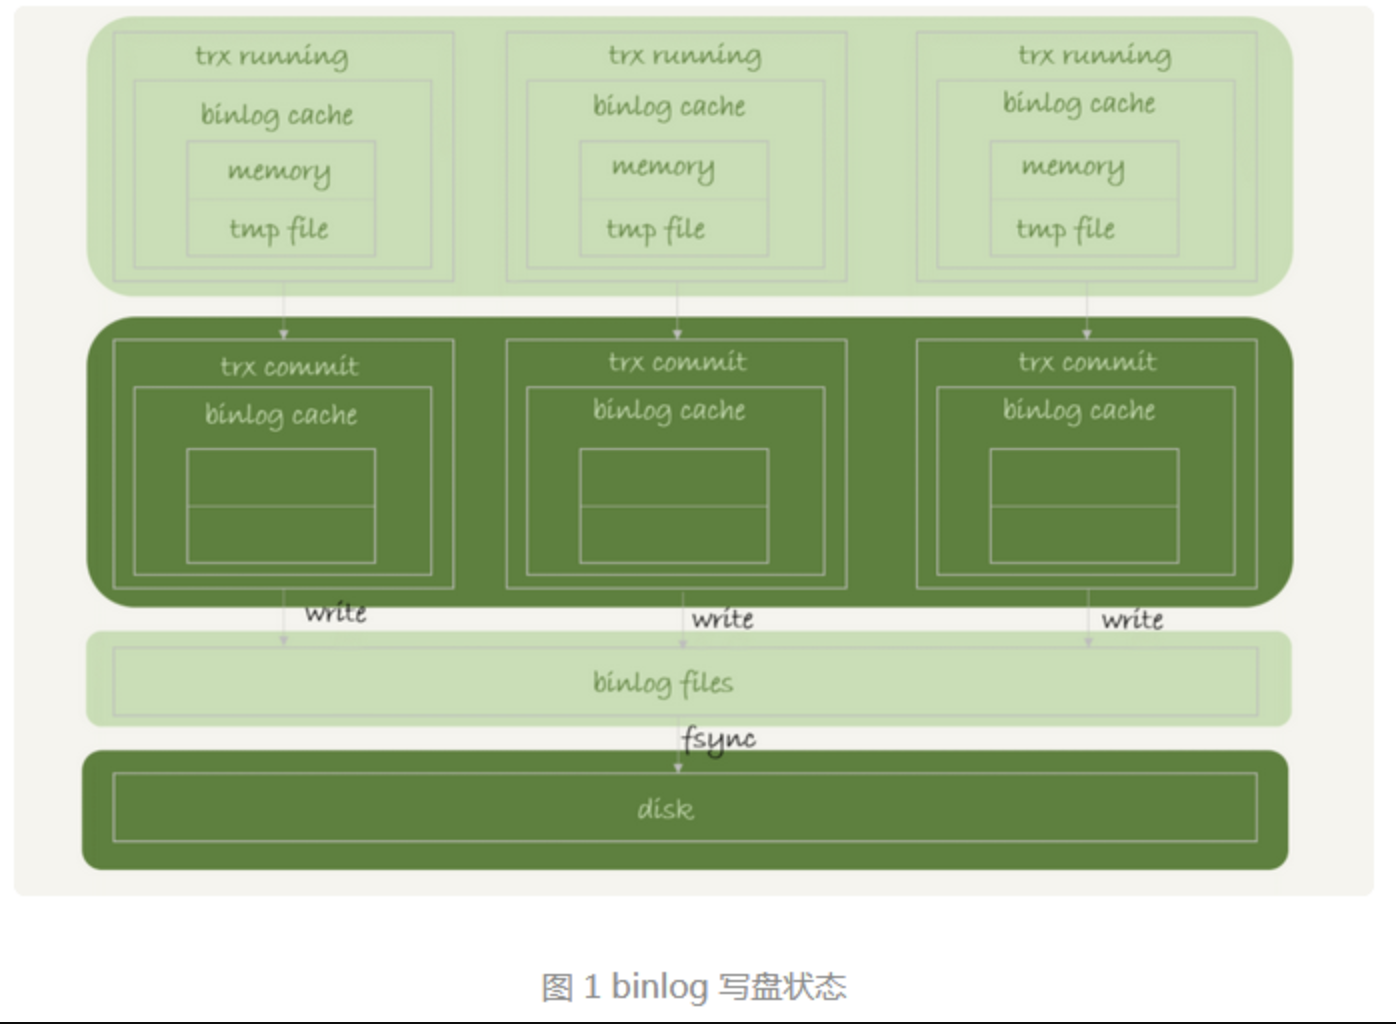 trx running trx running trx running
binlog cache binlog cache binlog cache
memory memory memory
tmp file tmp file tmp file
trx commit trx commit trx commit
binlog cache binlog cache binlog cache
write write write
binlog files
fsync
disk
图 1 binlog 写盘状态